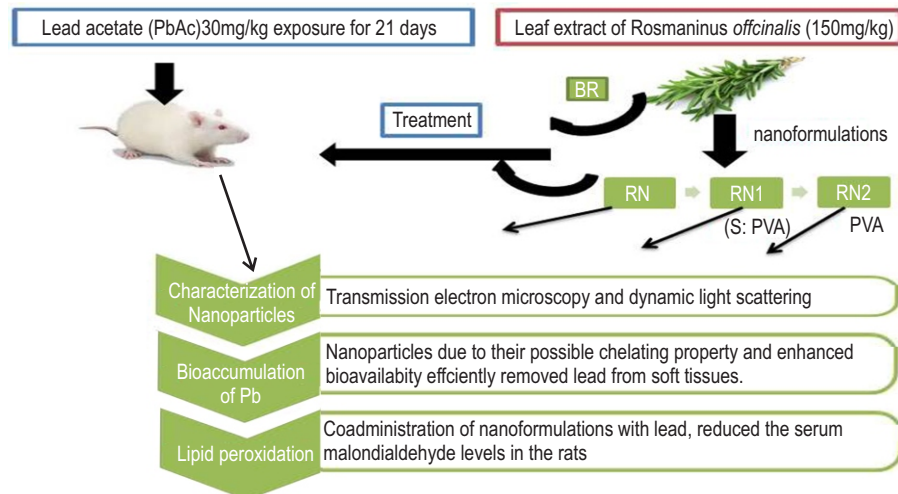 Lead acetate (PbAc)30mg/kg exposure for 21 days
Leaf extract of Rosmaninus offcinalis (150mg/kg)
BR
Treatment
nanoformulations
RN
RN1
RN2
(S: PVA)
PVA
Characterization of
Nanoparticles
Transmission electron microscopy and dynamic light scattering
Bioaccumulation
of Pb
Nanoparticles due to their possible chelating property and enhanced
bioavailabity effciently removed lead from soft tissues.
Lipid peroxidation
Coadministration of nanoformulations with lead, reduced the serum
malondialdehyde levels in the rats